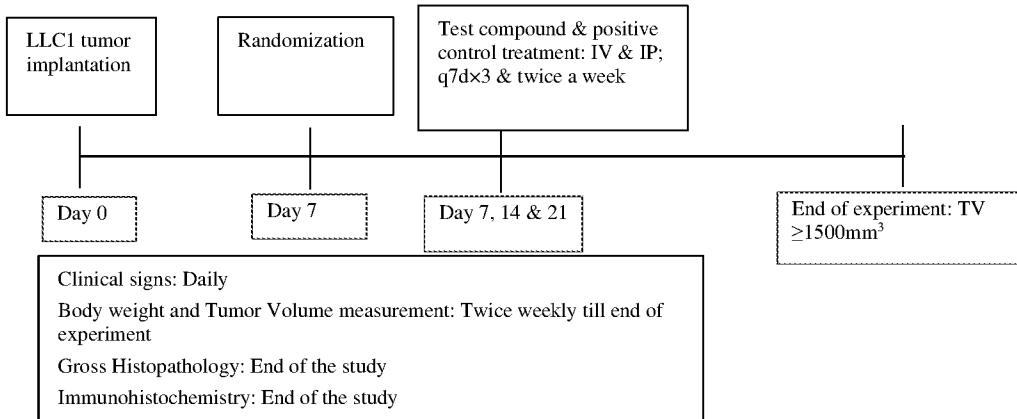 LLC1 tumor
implantation
Randomization
Test compound & positive
control treatment: IV & IP;
q7d×3 & twice a week
Day 0
Day 7
Day 7, 14 & 21
End of experiment: TV
≥1500mm³
Clinical signs: Daily
Body weight and Tumor Volume measurement: Twice weekly till end of
experiment
Gross Histopathology: End of the study
Immunohistochemistry: End of the study